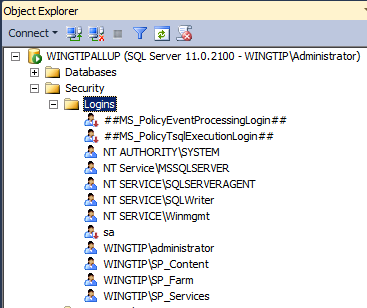 Object Explorer
Connect
WINGTIPALLUP (SQL Server 11.0.2100 - WINGTIP\Administrator)
Databases
Security
Logins
##MS_PolicyEventProcessingLogin##
##MS_PolicyTsqlExecutionLogin##
NT AUTHORITY\SYSTEM
NT Service\MSSQLSERVER
NT SERVICE\SQLSERVERAGENT
NT SERVICE\SQLWriter
NT SERVICE\Winmgmt
sa
WINGTIP\administrator
WINGTIP\SP_Content
WINGTIP\SP_Farm
WINGTIP\SP_Services